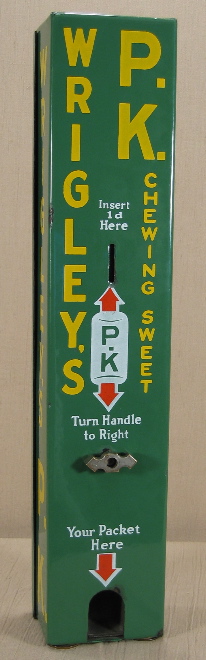 WRIGLEY'S
P.K.
CHEWING SWEET
Insert
1d
Here
P.K
Turn Handle
to Right
Your Packet
Here